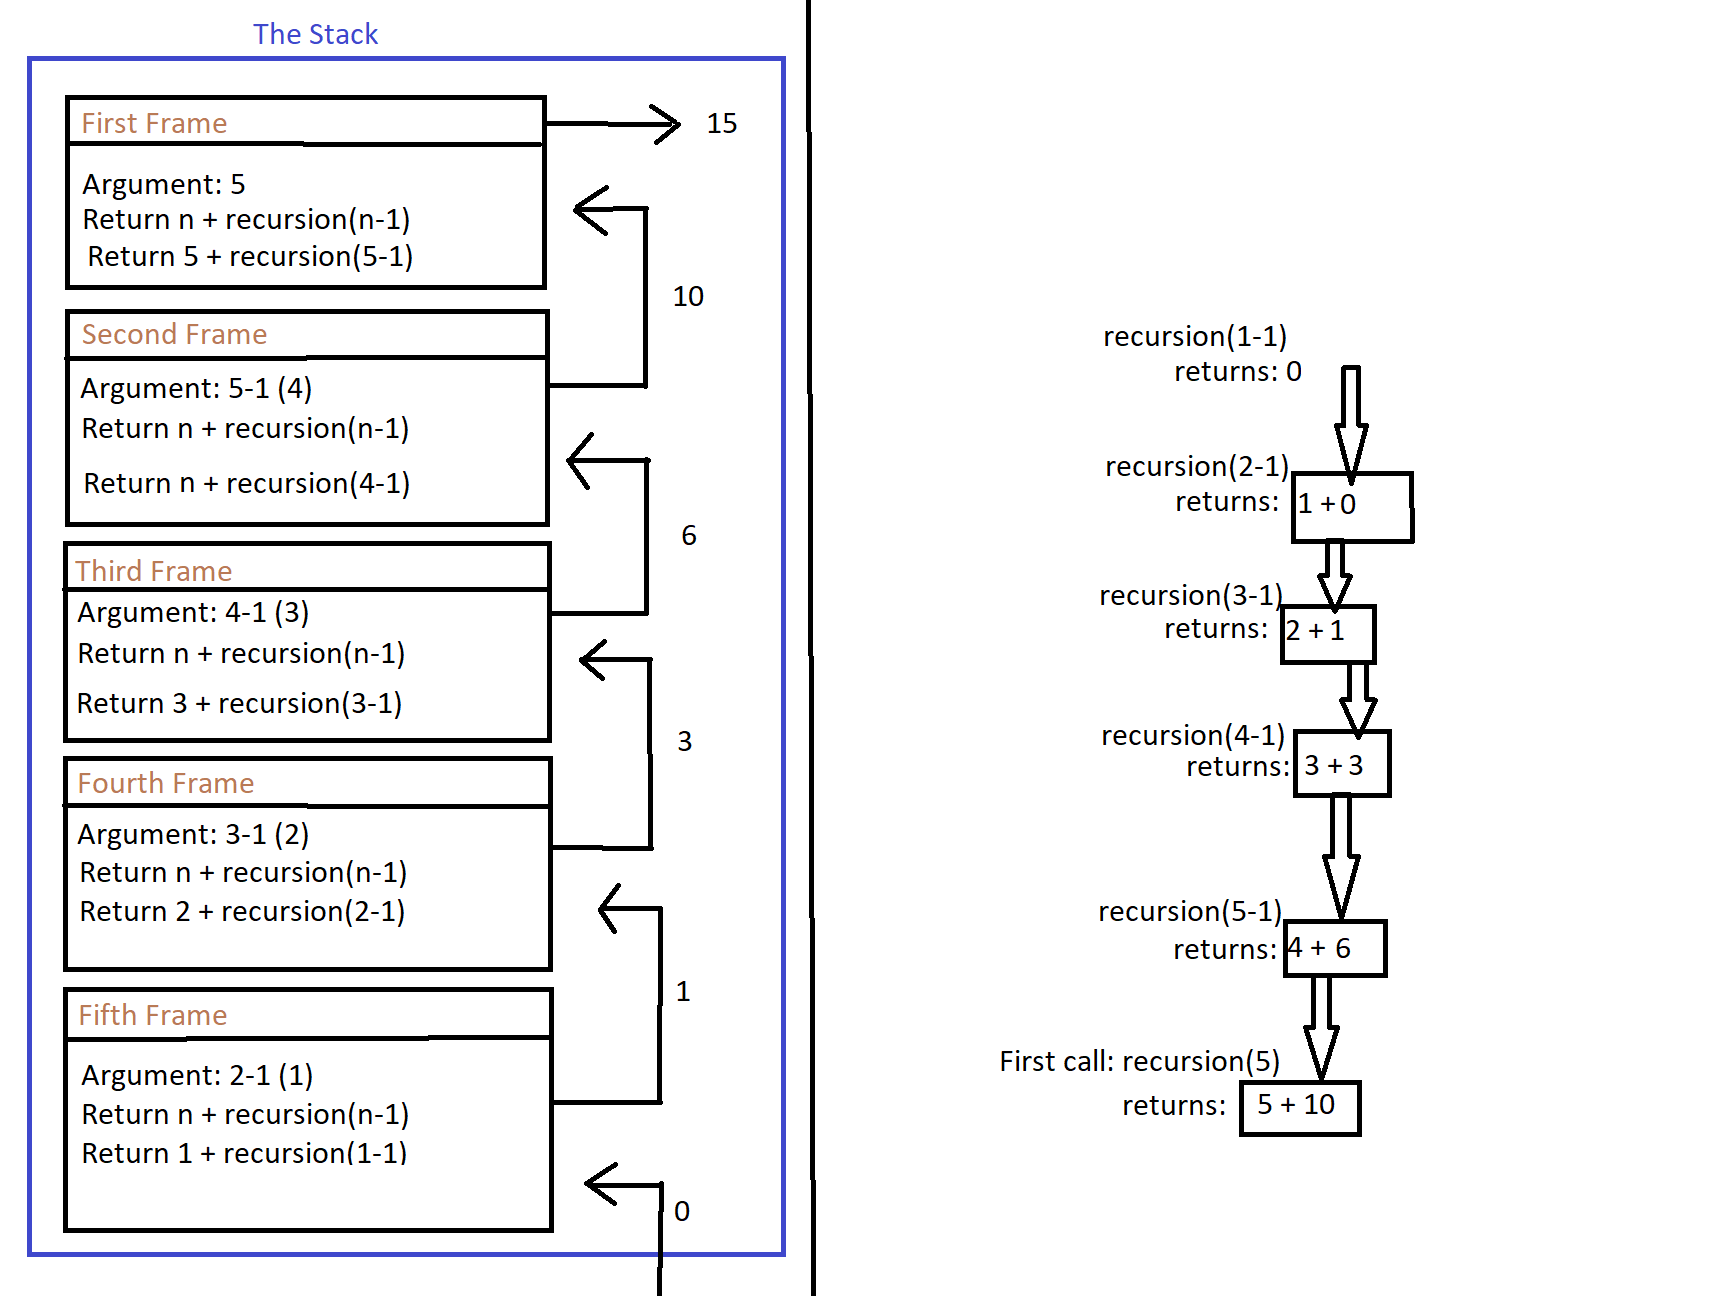 The Stack
First Frame
15
Argument: 5
Return n + recursion(n-1)
Return 5 + recursion(5-1)
10
Second Frame
Argument: 5-1 (4)
Return n + recursion(n-1)
Return n + recursion(4-1)
6
Third Frame
Argument: 4-1 (3)
Return n + recursion(n-1)
Return 3 + recursion(3-1)
3
Fourth Frame
Argument: 3-1 (2)
Return n + recursion(n-1)
Return 2 + recursion(2-1)
1
Fifth Frame
Argument: 2-1 (1)
Return n + recursion(n-1)
Return 1 + recursion(1-1)
0
recursion(1-1)
returns: 0
recursion(2-1)
returns: 1 + 0
recursion(3-1)
returns: 2 + 1
recursion(4-1)
returns: 3 + 3
recursion(5-1)
returns: 4 + 6
First call: recursion(5)
returns: 5 + 10